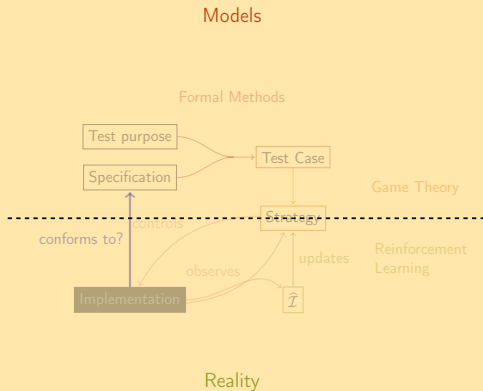 Models
Formal Methods
Test purpose
Test Case
Specification
Game Theory
Strategy
controls
conforms to?
Reinforcement
Learning
updates
observes
Implementation
Î
Reality